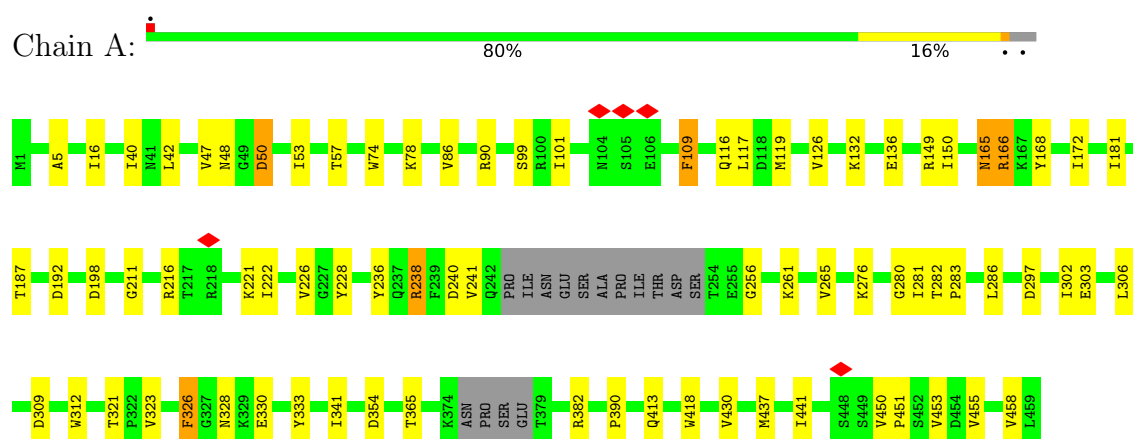 Chain A:
80%
16%
M1 A5 I16 I40 N41 L42 V47 N48 G49 D50 I53 T57 W74 K78 V86 R90 S99 R100 I101 N104 S105 E106 F109 Q116 L117 D118 M119 V126 K132 E136 R149 I150 N165 R166 K167 Y168 I172 I181
T187 D192 D198 G211 R216 T217 R218 K221 I222 V226 G227 Y228 Y236 Q237 R238 F239 D240 V241 Q242 PRO ILE ASN GLU SER ALA PRO ILE THR ASP SER T254 E255 G256 K261 V265 K276 G280 I281 T282 P283 L286 D297 I302 E303 L306
D309 W312 T321 P322 V323 F326 G327 N328 K329 E330 Y333 I341 D354 T365 K374 ASN PRO SER GLU T379 R382 P390 Q413 W418 V430 M437 I441 S448 S449 V450 P451 S452 V453 D454 V455 V458 L459